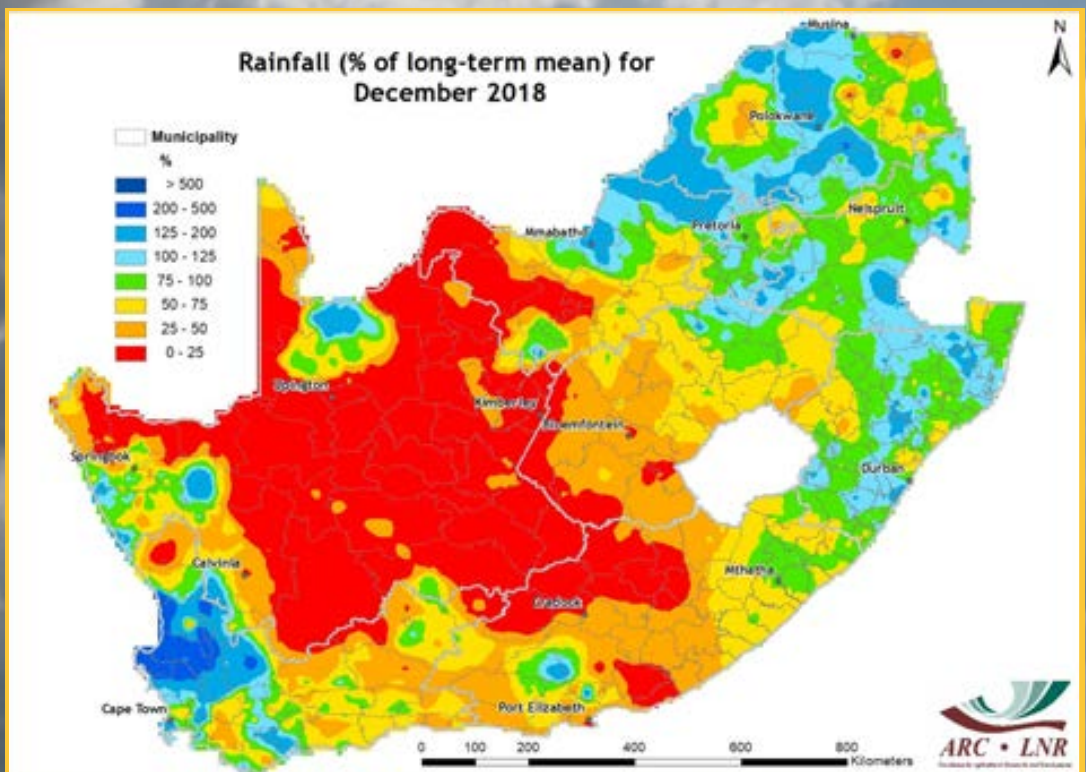 Rainfall (% of long-term mean) for
December 2018
N
Municipality
%
> 500
200 - 500
125 - 200
100 - 125
75 - 100
50 - 75
25 - 50
0 - 25
Musina
Polokwane
Nelspruit
Mmabatho
Pretoria
Upington
Kimberley
Bloemfontein
Springbok
Durban
Calvinia
Mthatha
Cradock
Cape Town
Port Elizabeth
0 100 200 400 600 800
Kilometers
ARC • LNR